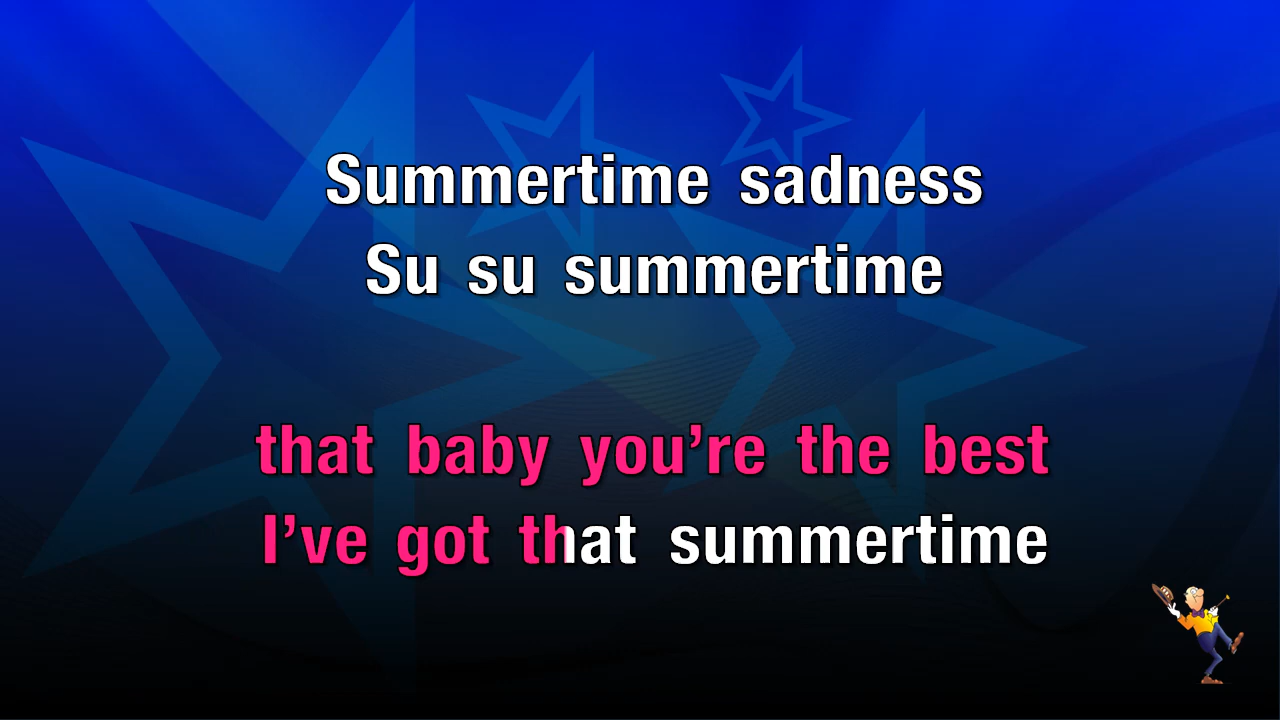 Summertime sadness
Su su summertime
that baby you’re the best
I’ve got that summertime